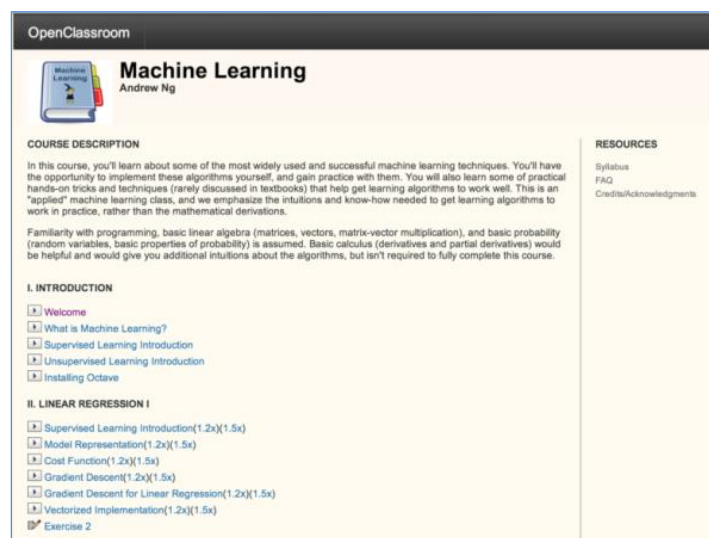 OpenClassroom
Machine Learning
Machine Learning
Andrew Ng
COURSE DESCRIPTION
In this course, you'll learn about some of the most widely used and successful machine learning techniques. You'll have
the opportunity to implement these algorithms yourself, and gain practice with them. You will also learn some of practical
hands-on tricks and techniques (rarely discussed in textbooks) that help get learning algorithms to work well. This is an
"applied" machine learning class, and we emphasize the intuitions and know-how needed to get learning algorithms to
work in practice, rather than the mathematical derivations.
Familiarity with programming, basic linear algebra (matrices, vectors, matrix-vector multiplication), and basic probability
(random variables, basic properties of probability) is assumed. Basic calculus (derivatives and partial derivatives) would
be helpful and would give you additional intuitions about the algorithms, but isn't required to fully complete this course.
I. INTRODUCTION
Welcome
What is Machine Learning?
Supervised Learning Introduction
Unsupervised Learning Introduction
Installing Octave
II. LINEAR REGRESSION I
Supervised Learning Introduction(1.2x)(1.5x)
Model Representation(1.2x)(1.5x)
Cost Function(1.2x)(1.5x)
Gradient Descent(1.2x)(1.5x)
Gradient Descent for Linear Regression(1.2x)(1.5x)
Vectorized Implementation(1.2x)(1.5x)
Exercise 2
RESOURCES
Syllabus
FAQ
Credits/Acknowledgments